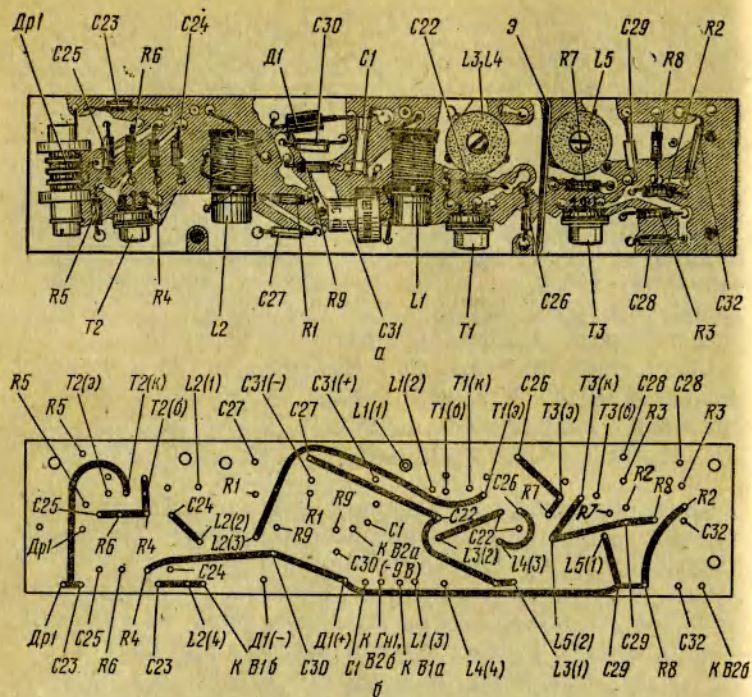 Др1 C23 R6 C24 C30 C22 Э C29 R2
C25 Д1 C1 L3,L4 R7 L5 R8
R5 T2 R4 L2 C27 R1 R9 C31 L1 T1 C26 T3 C28 R3 C32
а
R5 T2(э) T2(к) L2(1) C31(-) C31(+) L1(2) T1(к) C26 T3(к) C28 C28
R5 T2(б) C27 C27 L1(1) T1(б) T1(э) T3(э) T3(б) R3 R3
C25 C24 R1 R1 R9 C26 R7 R2 R8 R2
Др1 R6 R4 L2(2) L2(3) R9 C1 C22 C22 C32
К В2а
L3(2) L4(3) L5(1)
C24 C30 (-9В)
Др1 C25 R4 L2(4) Д1(-) Д1(+) К Гн1, В2б L1(3) L5(2) C29 C32
C23 R6 C23 К В1б C30 C1 К В1а L4(4) L3(1) C29 R8 К В2б
б